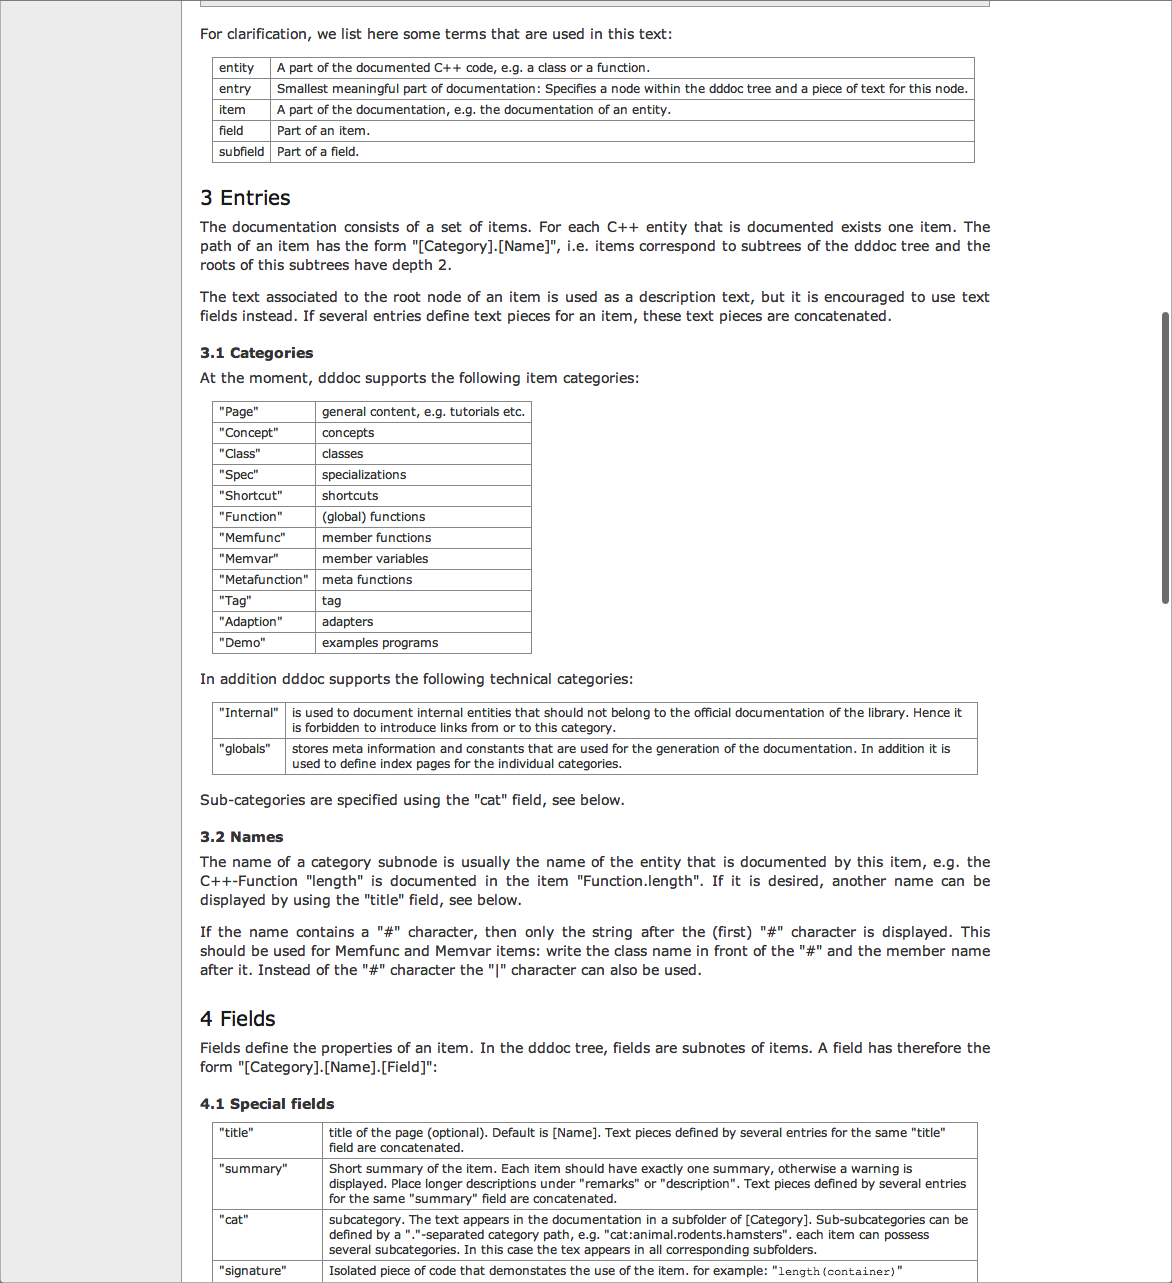 For clarification, we list here some terms that are used in this text:
entity A part of the documented C++ code, e.g. a class or a function.
entry Smallest meaningful part of documentation: Specifies a node within the dddoc tree and a piece of text for this node.
item A part of the documentation, e.g. the documentation of an entity.
field Part of an item.
subfield Part of a field.
3 Entries
The documentation consists of a set of items. For each C++ entity that is documented exists one item. The
path of an item has the form "[Category].[Name]", i.e. items correspond to subtrees of the dddoc tree and the
roots of this subtrees have depth 2.
The text associated to the root node of an item is used as a description text, but it is encouraged to use text
fields instead. If several entries define text pieces for an item, these text pieces are concatenated.
3.1 Categories
At the moment, dddoc supports the following item categories:
"Page" general content, e.g. tutorials etc.
"Concept" concepts
"Class" classes
"Spec" specializations
"Shortcut" shortcuts
"Function" (global) functions
"Memfunc" member functions
"Memvar" member variables
"Metafunction" meta functions
"Tag" tag
"Adaption" adapters
"Demo" examples programs
In addition dddoc supports the following technical categories:
"Internal" is used to document internal entities that should not belong to the official documentation of the library. Hence it
is forbidden to introduce links from or to this category.
"globals" stores meta information and constants that are used for the generation of the documentation. In addition it is
used to define index pages for the individual categories.
Sub-categories are specified using the "cat" field, see below.
3.2 Names
The name of a category subnode is usually the name of the entity that is documented by this item, e.g. the
C++-Function "length" is documented in the item "Function.length". If it is desired, another name can be
displayed by using the "title" field, see below.
If the name contains a "#" character, then only the string after the (first) "#" character is displayed. This
should be used for Memfunc and Memvar items: write the class name in front of the "#" and the member name
after it. Instead of the "#" character the "|" character can also be used.
4 Fields
Fields define the properties of an item. In the dddoc tree, fields are subnotes of items. A field has therefore the
form "[Category].[Name].[Field]":
4.1 Special fields
"title" title of the page (optional). Default is [Name]. Text pieces defined by several entries for the same "title"
field are concatenated.
"summary" Short summary of the item. Each item should have exactly one summary, otherwise a warning is
displayed. Place longer descriptions under "remarks" or "description". Text pieces defined by several entries
for the same "summary" field are concatenated.
"cat" subcategory. The text appears in the documentation in a subfolder of [Category]. Sub-subcategories can be
defined by a "."-separated category path, e.g. "cat:animal.rodents.hamsters". each item can possess
several subcategories. In this case the tex appears in all corresponding subfolders.
"signature" Isolated piece of code that demonstates the use of the item. for example: "length(container)"